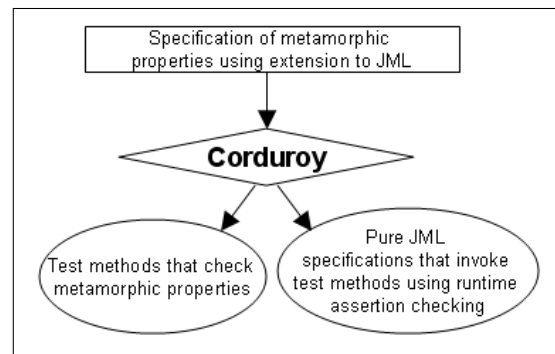 Specification of metamorphic
properties using extension to JML
Corduroy
Test methods that check
metamorphic properties
Pure JML
specifications that invoke
test methods using runtime
assertion checking